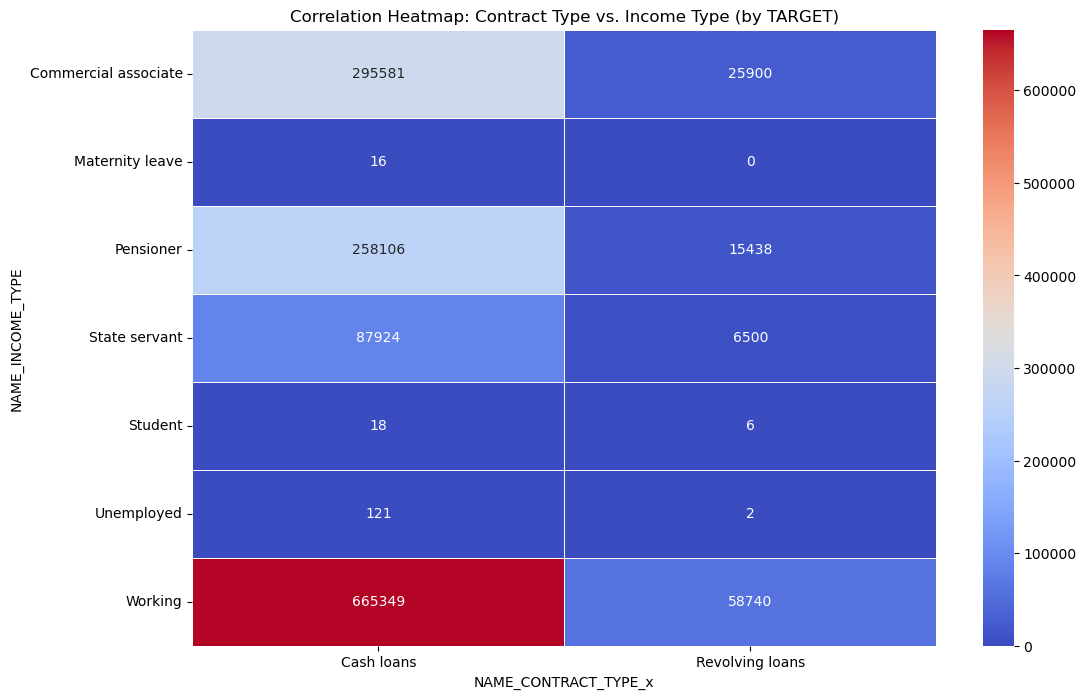 Correlation Heatmap: Contract Type vs. Income Type (by TARGET)
NAME_INCOME_TYPE
Commercial associate 295581 25900
Maternity leave 16 0
Pensioner 258106 15438
State servant 87924 6500
Student 18 6
Unemployed 121 2
Working 665349 58740
Cash loans Revolving loans
NAME_CONTRACT_TYPE_x
600000
500000
400000
300000
200000
100000
0